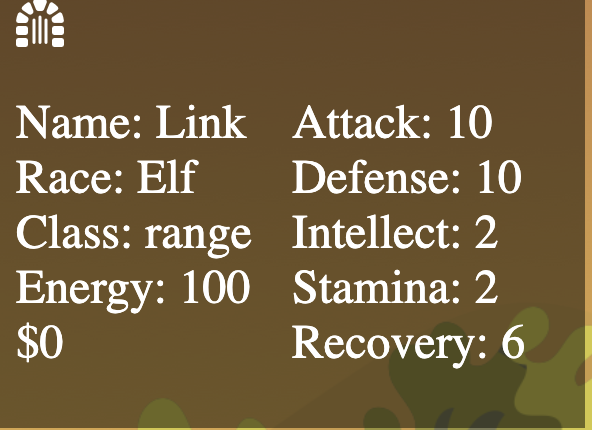 Name: Link
Race: Elf
Class: range
Energy: 100
$0
Attack: 10
Defense: 10
Intellect: 2
Stamina: 2
Recovery: 6